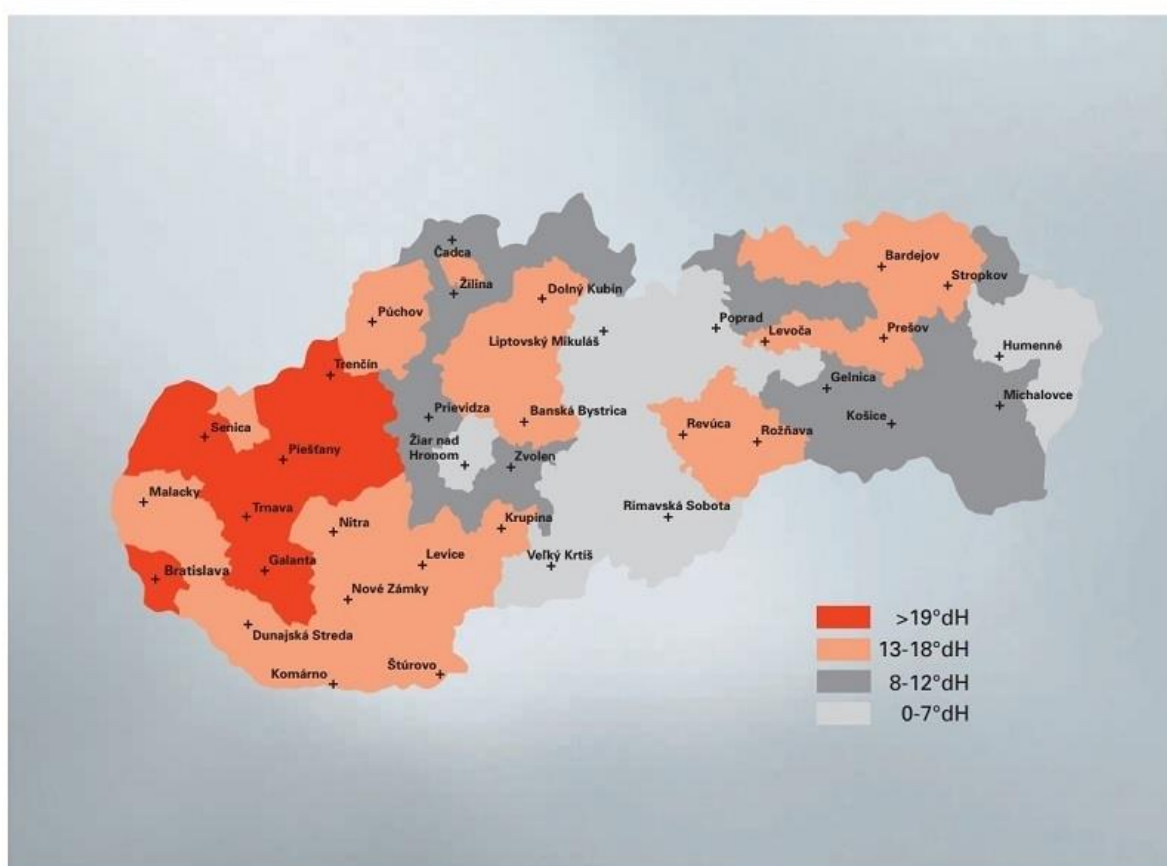 Čadca
Žilina
Dolný Kubín
Bardejov
Stropkov
Púchov
Poprad
Levoča
Prešov
Liptovský Mikuláš
Humenné
Trenčín
Gelnica
Prievidza
Banská Bystrica
Košice
Michalovce
Senica
Revúca
Rožňava
Žiar nad
Hronom
Piešťany
Zvolen
Malacky
Trnava
Nitra
Krupina
Rimavská Sobota
Levice
Veľký Krtíš
Bratislava
Galanta
Nové Zámky
Dunajská Streda
Komárno
Štúrovo
>19°dH
13-18°dH
8-12°dH
0-7°dH